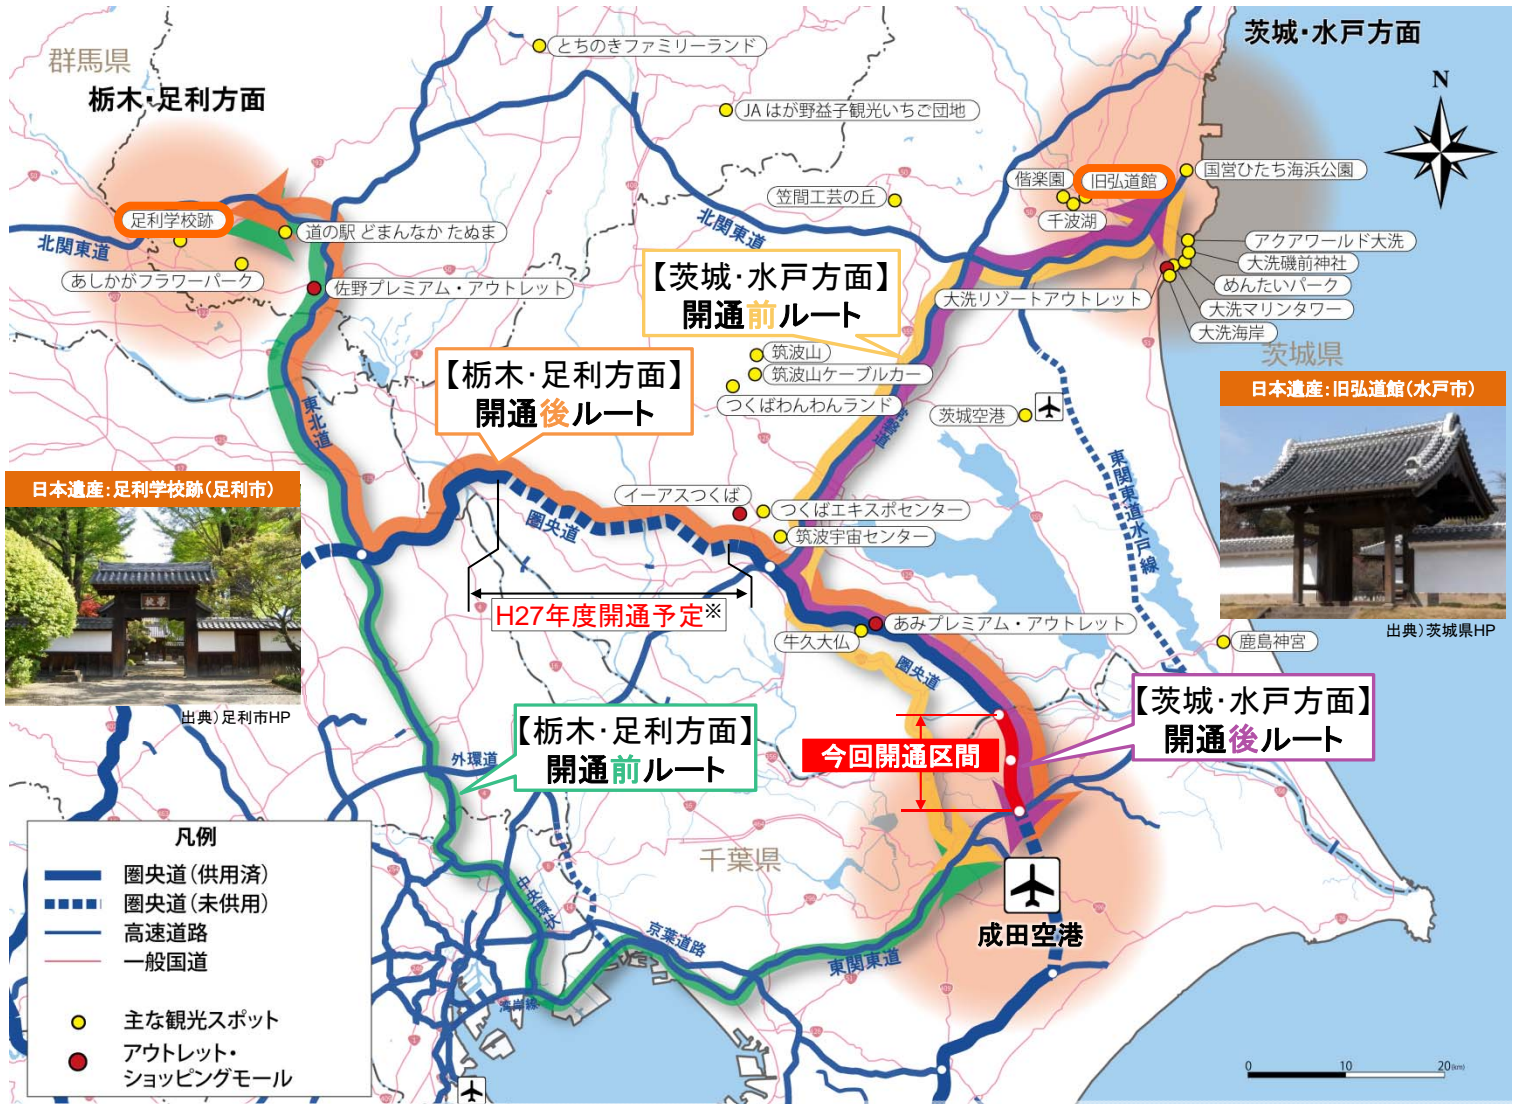 群馬県
栃木・足利方面
茨城・水戸方面
N
とちのきファミリーランド
JA はが野益子観光いちご団地
笠間工芸の丘
偕楽園
旧弘道館
千波湖
国営ひたち海浜公園
足利学校跡
道の駅 どまんなか たぬま
北関東道
北関東道
あしかがフラワーパーク
佐野プレミアム・アウトレット
アクアワールド大洗
大洗磯前神社
めんたいパーク
大洗マリンタワー
大洗海岸
大洗リゾートアウトレット
茨城県
【茨城・水戸方面】
開通前ルート
筑波山
筑波山ケーブルカー
つくばわんわんランド
【栃木・足利方面】
開通後ルート
東北道
常磐道
茨城空港
東関東道水戸線
日本遺産:旧弘道館(水戸市)
出典)茨城県HP
日本遺産:足利学校跡(足利市)
出典)足利市HP
イーアスつくば
つくばエキスポセンター
筑波宇宙センター
圏央道
H27年度開通予定※
牛久大仏
あみプレミアム・アウトレット
鹿島神宮
圏央道
【茨城・水戸方面】
開通後ルート
今回開通区間
【栃木・足利方面】
開通前ルート
外環道
千葉県
中央環状
京葉道路
東関東道
湾岸線
成田空港
凡例
圏央道(供用済)
圏央道(未供用)
高速道路
一般国道
主な観光スポット
アウトレット・
ショッピングモール
0 10 20(km)